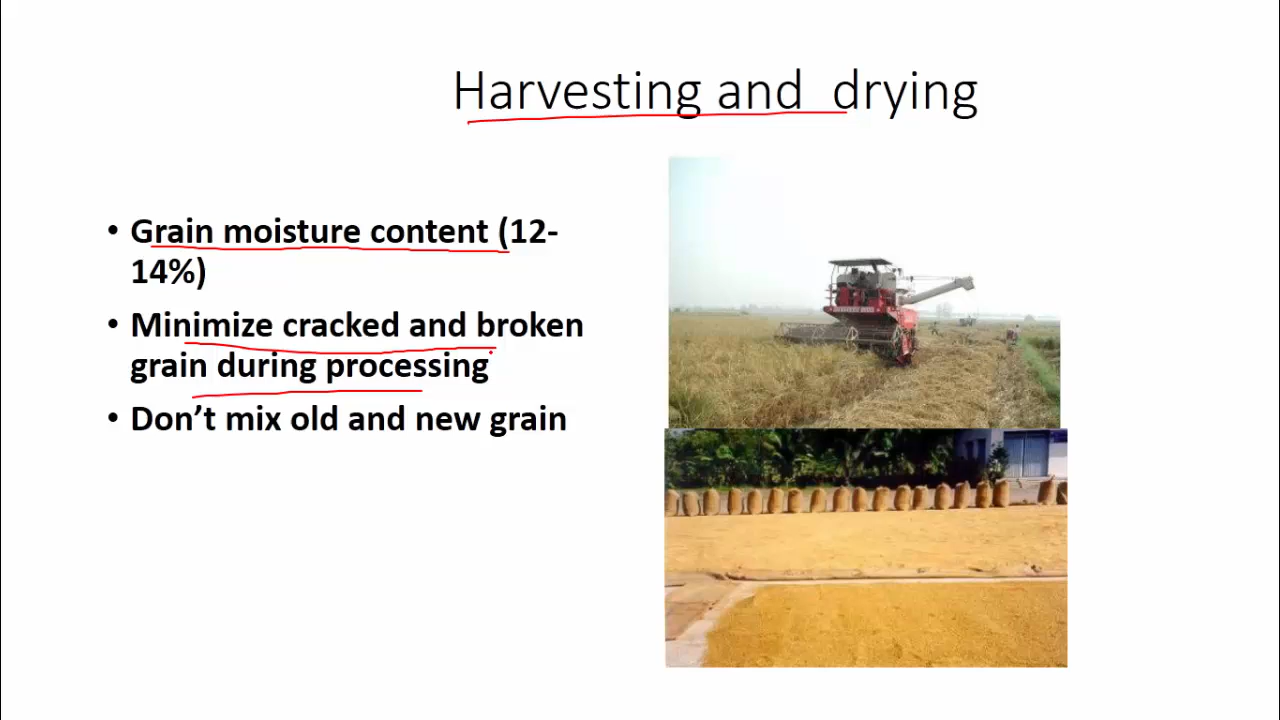 Harvesting and  drying
• Grain moisture content (12-
14%)
• Minimize cracked and broken
grain during processing
• Don’t mix old and new grain